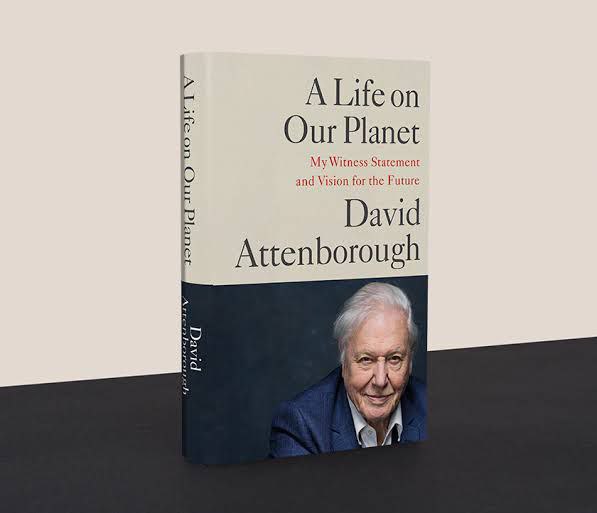 A Life on Our Planet
David
Attenborough
A Life on
Our Planet
My Witness Statement
and Vision for the Future
David
Attenborough